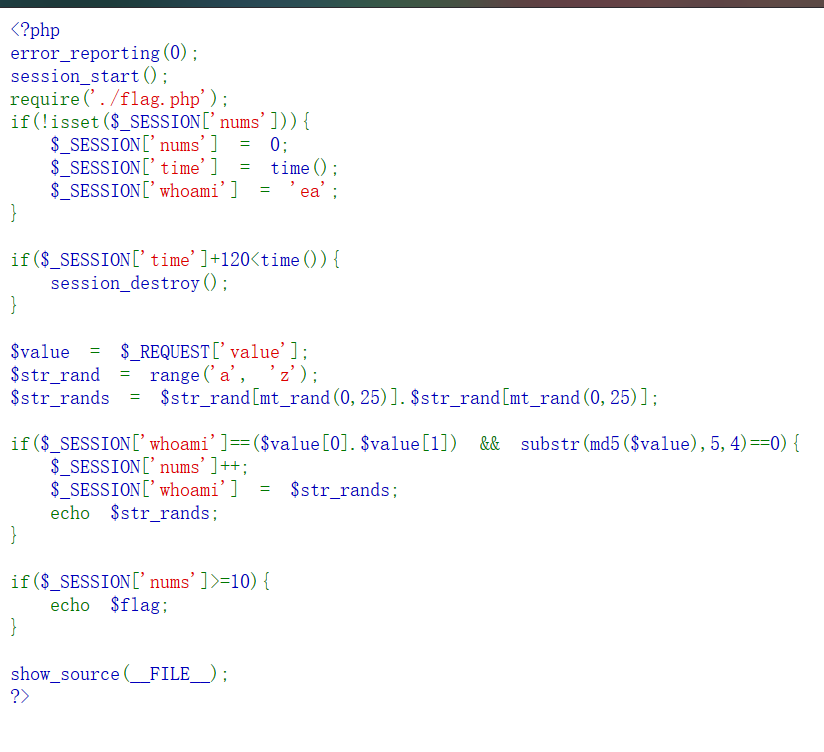 <?php
error_reporting(0);
session_start();
require('./flag.php');
if(!isset($_SESSION['nums'])){
    $_SESSION['nums'] = 0;
    $_SESSION['time'] = time();
    $_SESSION['whoami'] = 'ea';
}

if($_SESSION['time']+120<time()){
    session_destroy();
}

$value = $_REQUEST['value'];
$str_rand = range('a', 'z');
$str_rands = $str_rand[mt_rand(0,25)].$str_rand[mt_rand(0,25)];

if($_SESSION['whoami']==($value[0].$value[1]) && substr(md5($value),5,4)==0){
    $_SESSION['nums']++;
    $_SESSION['whoami'] = $str_rands;
    echo $str_rands;
}

if($_SESSION['nums']>=10){
    echo $flag;
}

show_source(__FILE__);
?>